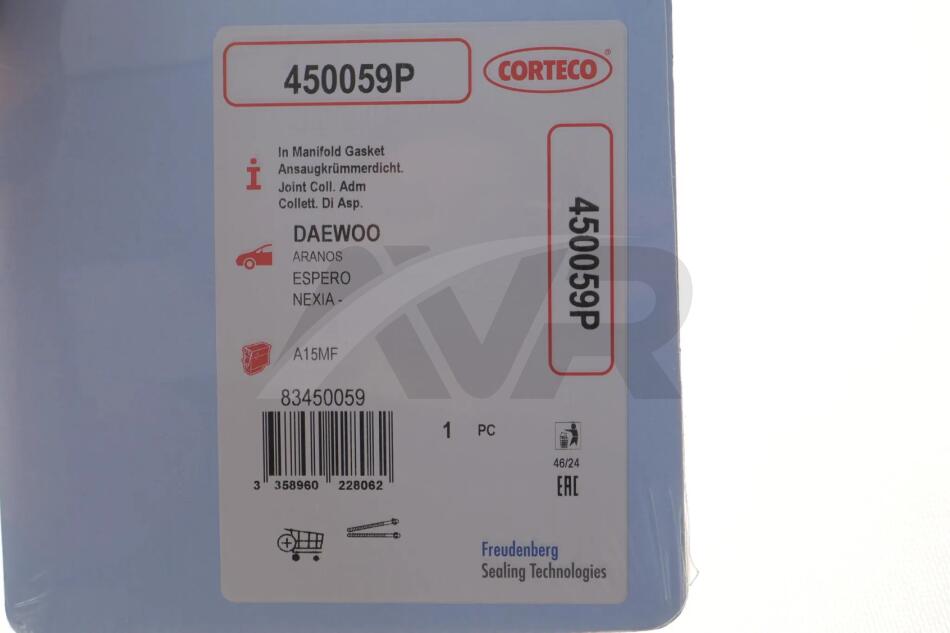 450059P
CORTECO®
In Manifold Gasket
Ansaugkrümmerdicht.
Joint Coll. Adm
Collett. Di Asp.
DAEWOO
ARANOS
ESPERO
NEXIA -
A15MF
450059P
83450059
3 358960 228062
1 PC
46/24
EAC
Freudenberg
Sealing Technologies
AVR